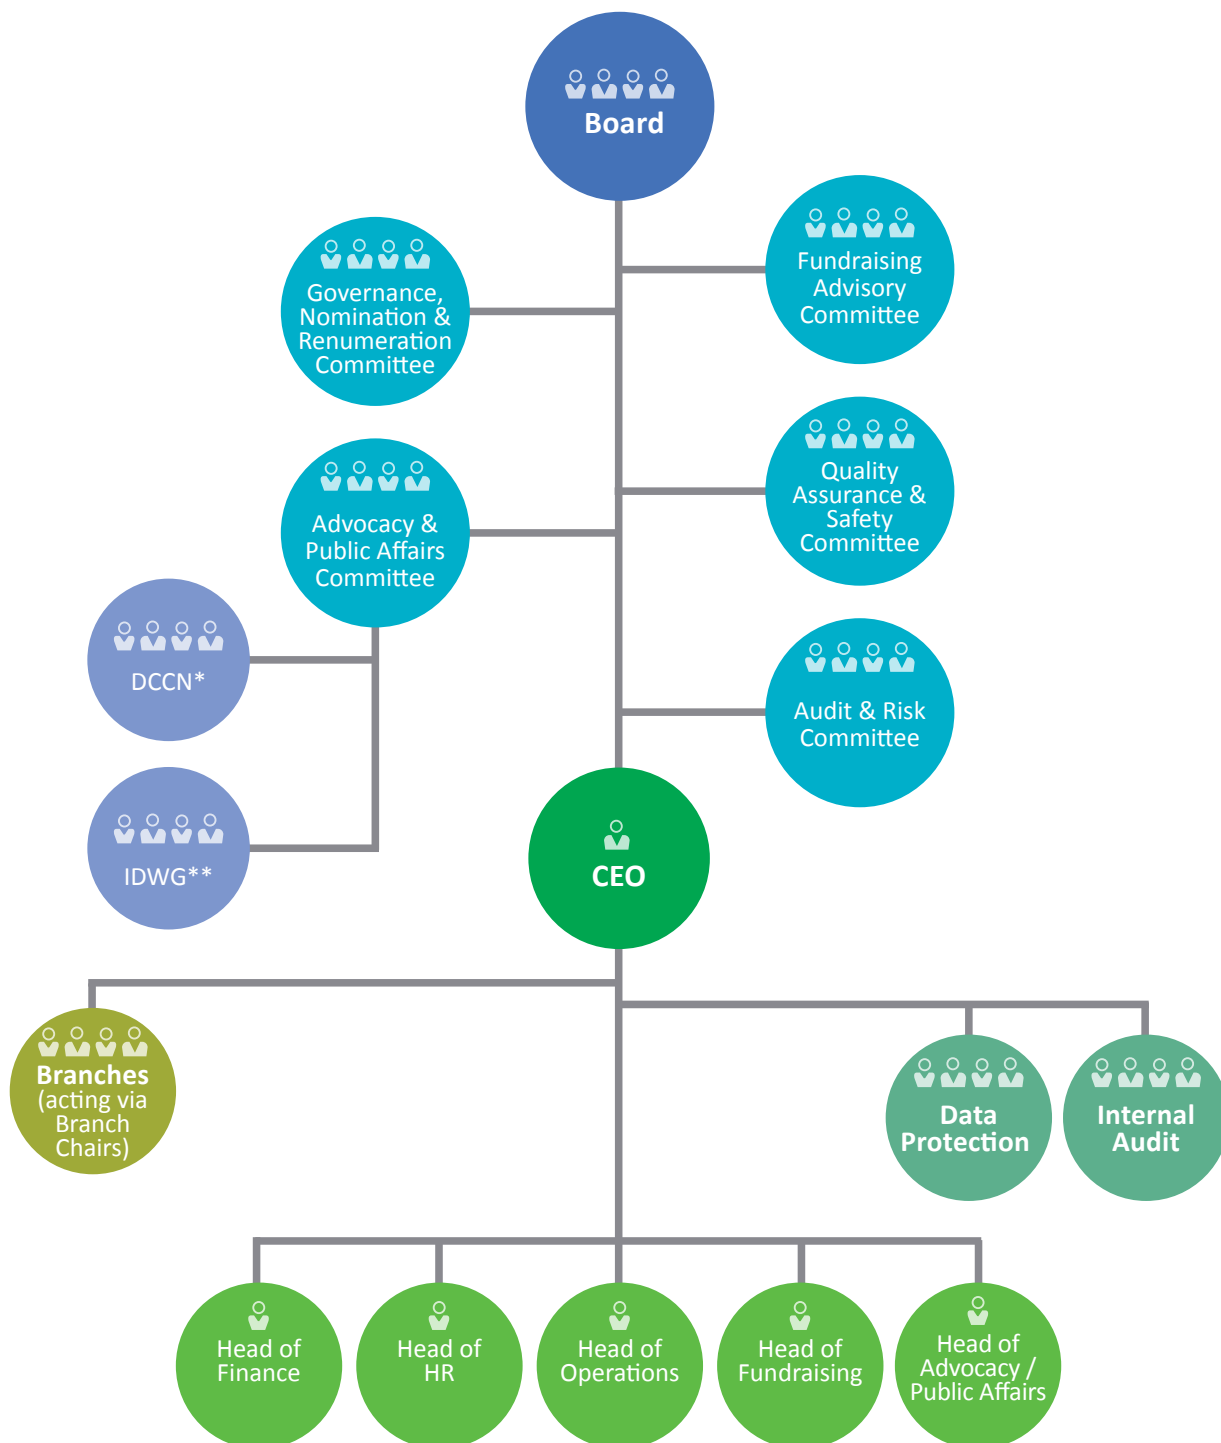 Board
Fundraising
Advisory
Committee
Governance,
Nomination &
Renumeration
Committee
Quality
Assurance &
Safety
Committee
Advocacy &
Public Affairs
Committee
DCCN*
Audit & Risk
Committee
IDWG**
CEO
Branches
(acting via
Branch
Chairs)
Data
Protection
Internal
Audit
Head of
Finance
Head of
HR
Head of
Operations
Head of
Fundraising
Head of
Advocacy /
Public Affairs